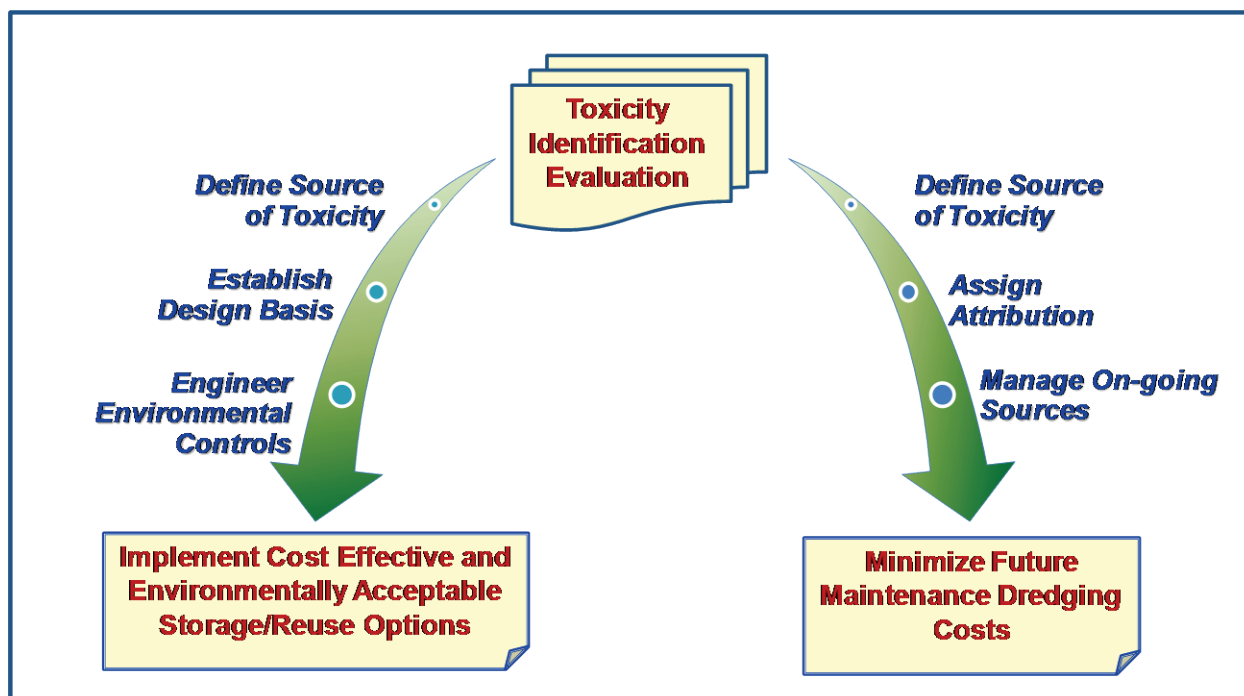 Toxicity
Identification
Evaluation
Define Source
of Toxicity
Establish
Design Basis
Engineer
Environmental
Controls
Implement Cost Effective and
Environmentally Acceptable
Storage/Reuse Options
Define Source
of Toxicity
Assign
Attribution
Manage On-going
Sources
Minimize Future
Maintenance Dredging
Costs